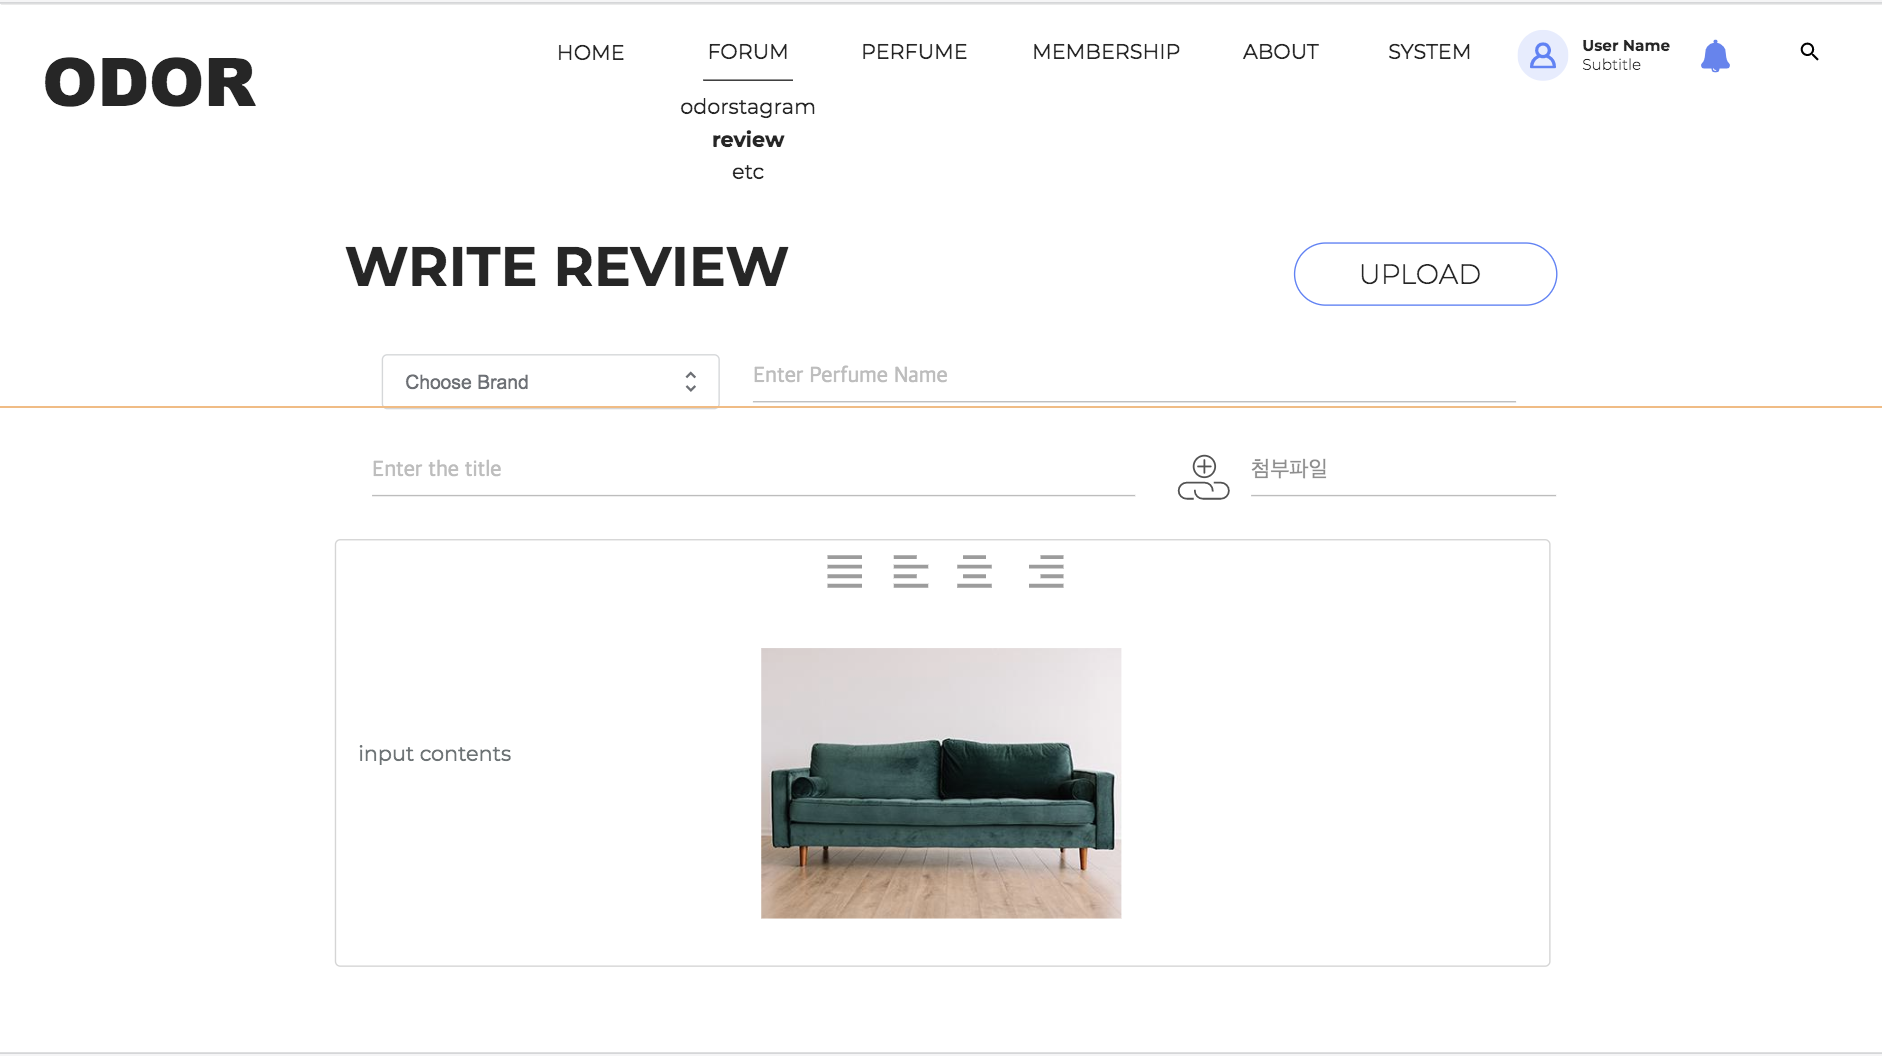 ODOR
HOME FORUM PERFUME MEMBERSHIP ABOUT SYSTEM
User Name
Subtitle
odorstagram
review
etc
WRITE REVIEW
UPLOAD
Choose Brand
Enter Perfume Name
Enter the title
첨부파일
input contents